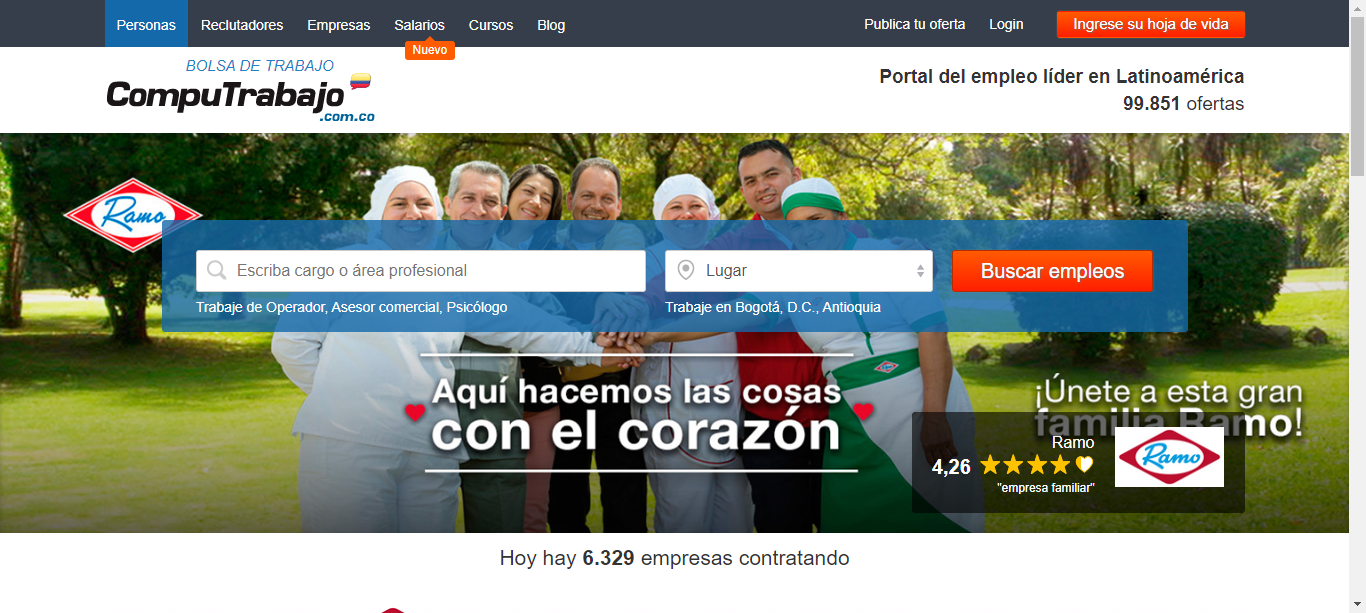 Personas Reclutadores Empresas Salarios Cursos Blog Publica tu oferta Login Ingrese su hoja de vida
Nuevo
BOLSA DE TRABAJO
CompuTrabajo
.com.co
Portal del empleo líder en Latinoamérica
99.851 ofertas
Ramo
Escriba cargo o área profesional Lugar Buscar empleos
Trabaje de Operador, Asesor comercial, Psicólogo Trabaje en Bogotá, D.C., Antioquia
Aquí hacemos las cosas
con el corazón
¡Únete a esta gran
familia Ramo!
Ramo
4,26
"empresa familiar"
Ramo
Hoy hay 6.329 empresas contratando